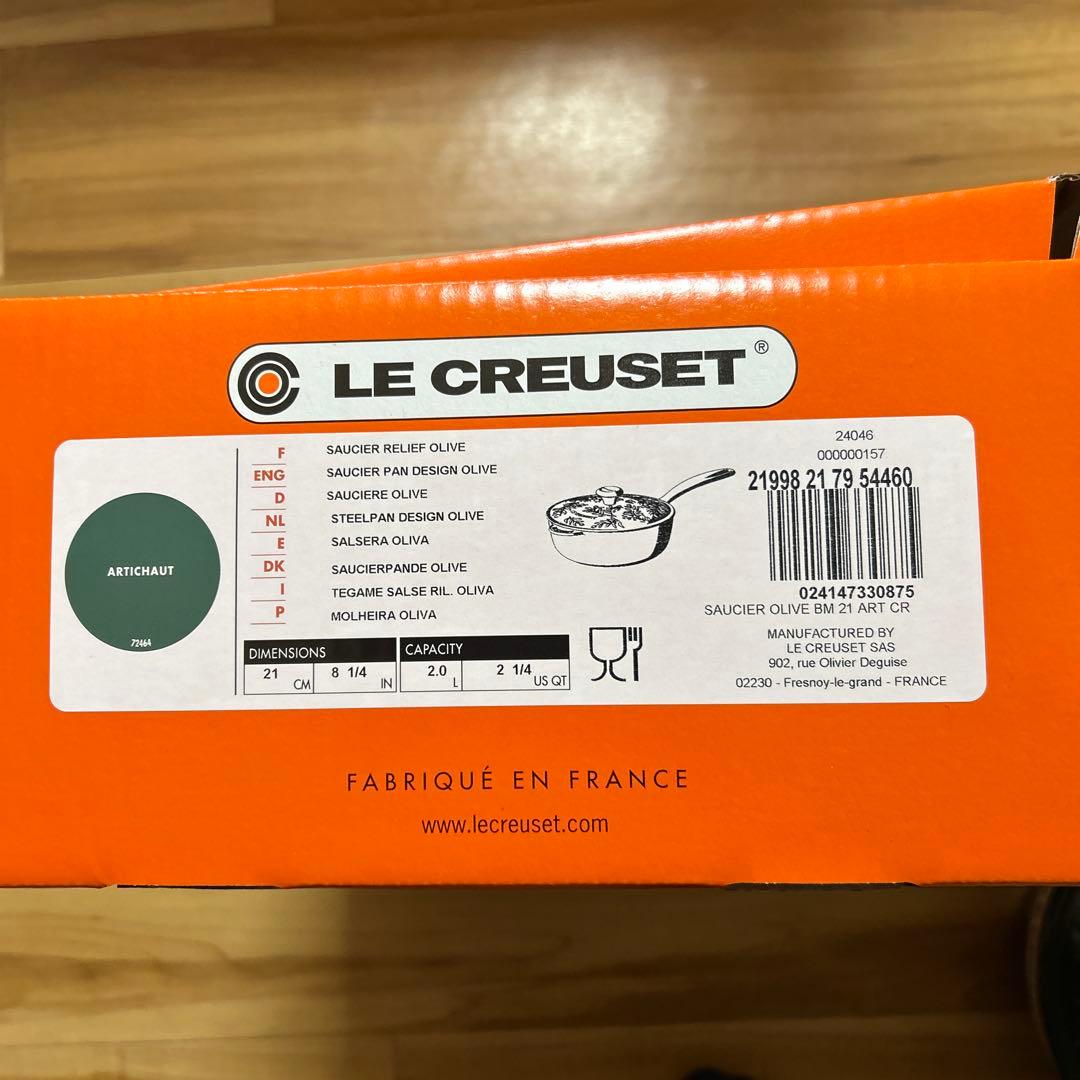 LE CREUSET®
ARTICHAUT
72464
F SAUCIER RELIEF OLIVE
ENG SAUCIER PAN DESIGN OLIVE
D SAUCIERE OLIVE
NL STEELPAN DESIGN OLIVE
E SALSERA OLIVA
DK SAUCIERPANDE OLIVE
I TEGAME SALSE RIL. OLIVA
P MOLHEIRA OLIVA
DIMENSIONS
21 CM 8 1/4 IN
CAPACITY
2.0 L 2 1/4 US QT
24046
000000157
21998 21 79 54460
024147330875
SAUCIER OLIVE BM 21 ART CR
MANUFACTURED BY
LE CREUSET SAS
902, rue Olivier Deguise
02230 - Fresnoy-le-grand - FRANCE
FABRIQUÉ EN FRANCE
www.lecreuset.com